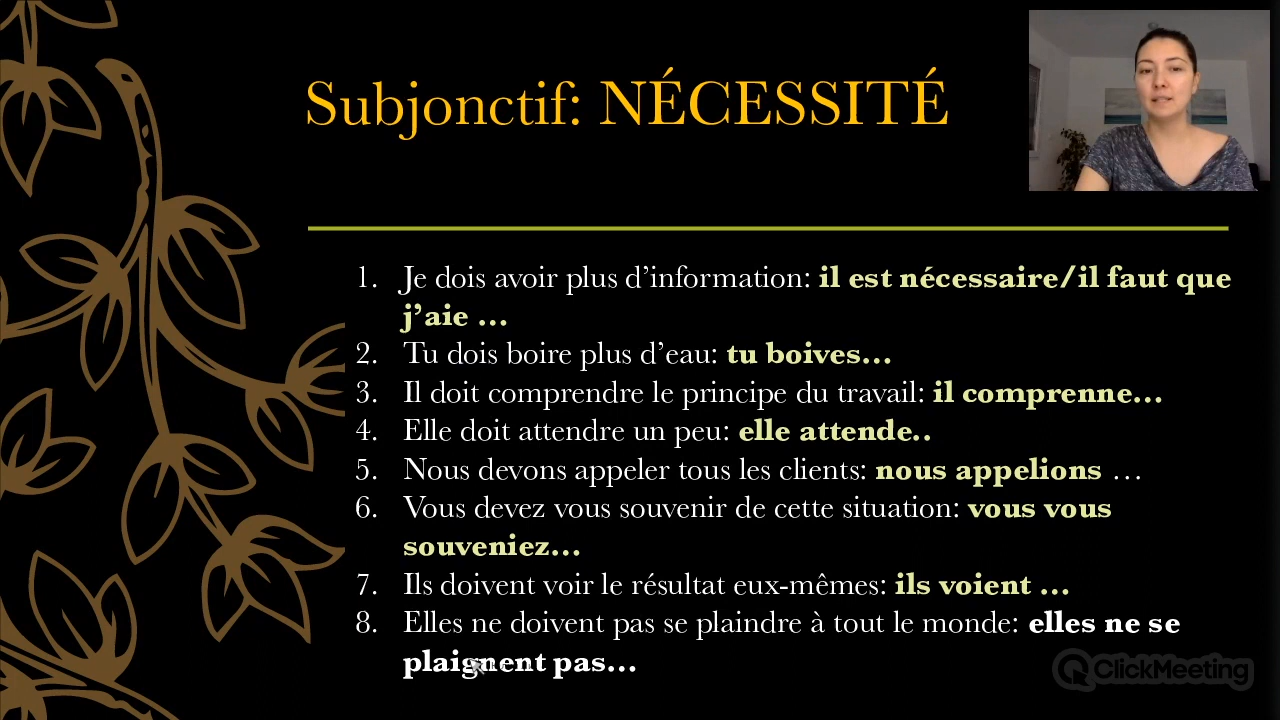 Subjonctif: NÉCESSITÉ
1. Je dois avoir plus d’information: il est nécessaire/il faut que
j’aie …
2. Tu dois boire plus d’eau: tu boives…
3. Il doit comprendre le principe du travail: il comprenne…
4. Elle doit attendre un peu: elle attende..
5. Nous devons appeler tous les clients: nous appelions …
6. Vous devez vous souvenir de cette situation: vous vous
souveniez…
7. Ils doivent voir le résultat eux-mêmes: ils voient …
8. Elles ne doivent pas se plaindre à tout le monde: elles ne se
plaignent pas…
ClickMeeting